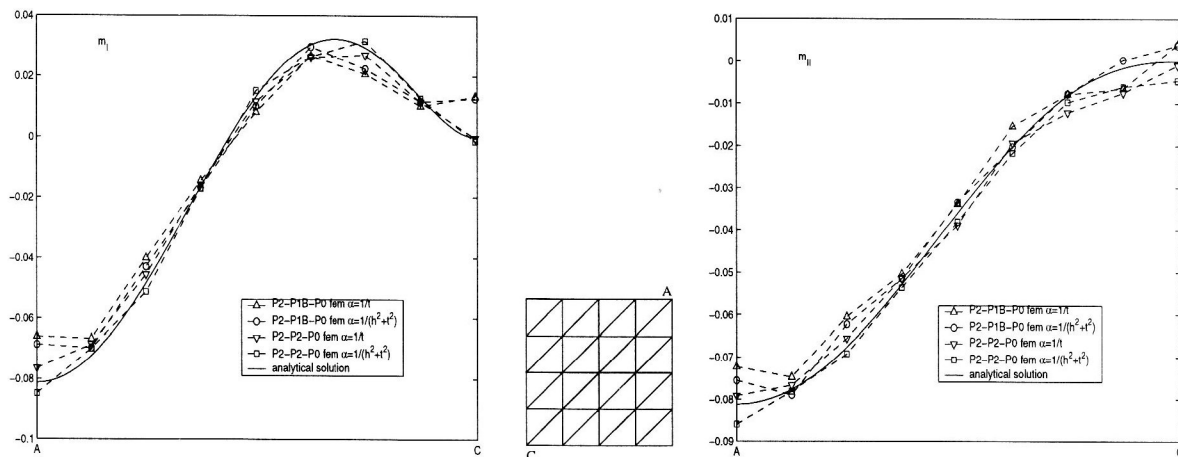 0.04
0.02
0
−0.02
−0.04
−0.06
−0.08
−0.1
m_I
P2−P1B−P0 fem α=1/t
P2−P1B−P0 fem α=1/(h²+t²)
P2−P2−P0 fem α=1/t
P2−P2−P0 fem α=1/(h²+t²)
analytical solution
A
C
A
C
0.01
0
−0.01
−0.02
−0.03
−0.04
−0.05
−0.06
−0.07
−0.08
−0.09
m_II
P2−P1B−P0 fem α=1/t
P2−P1B−P0 fem α=1/(h²+t²)
P2−P2−P0 fem α=1/t
P2−P2−P0 fem α=1/(h²+t²)
analytical solution
A